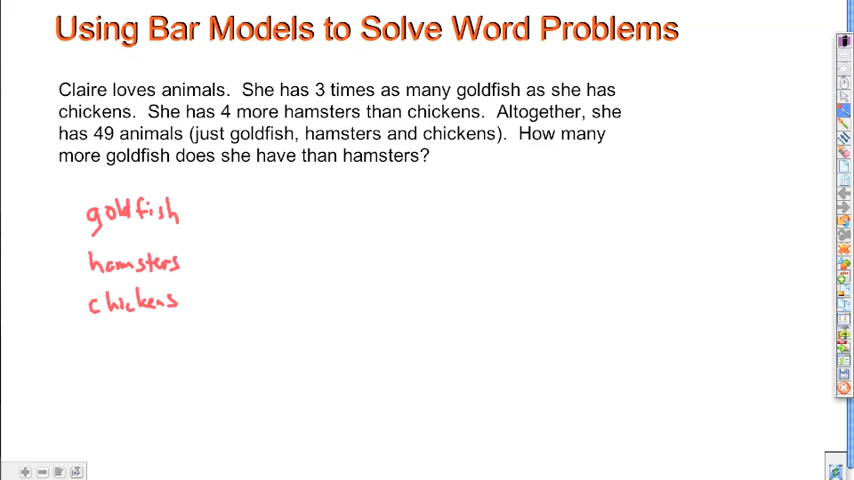 Using Bar Models to Solve Word Problems
Claire loves animals. She has 3 times as many goldfish as she has
chickens. She has 4 more hamsters than chickens. Altogether, she
has 49 animals (just goldfish, hamsters and chickens). How many
more goldfish does she have than hamsters?
goldfish
hamsters
chickens